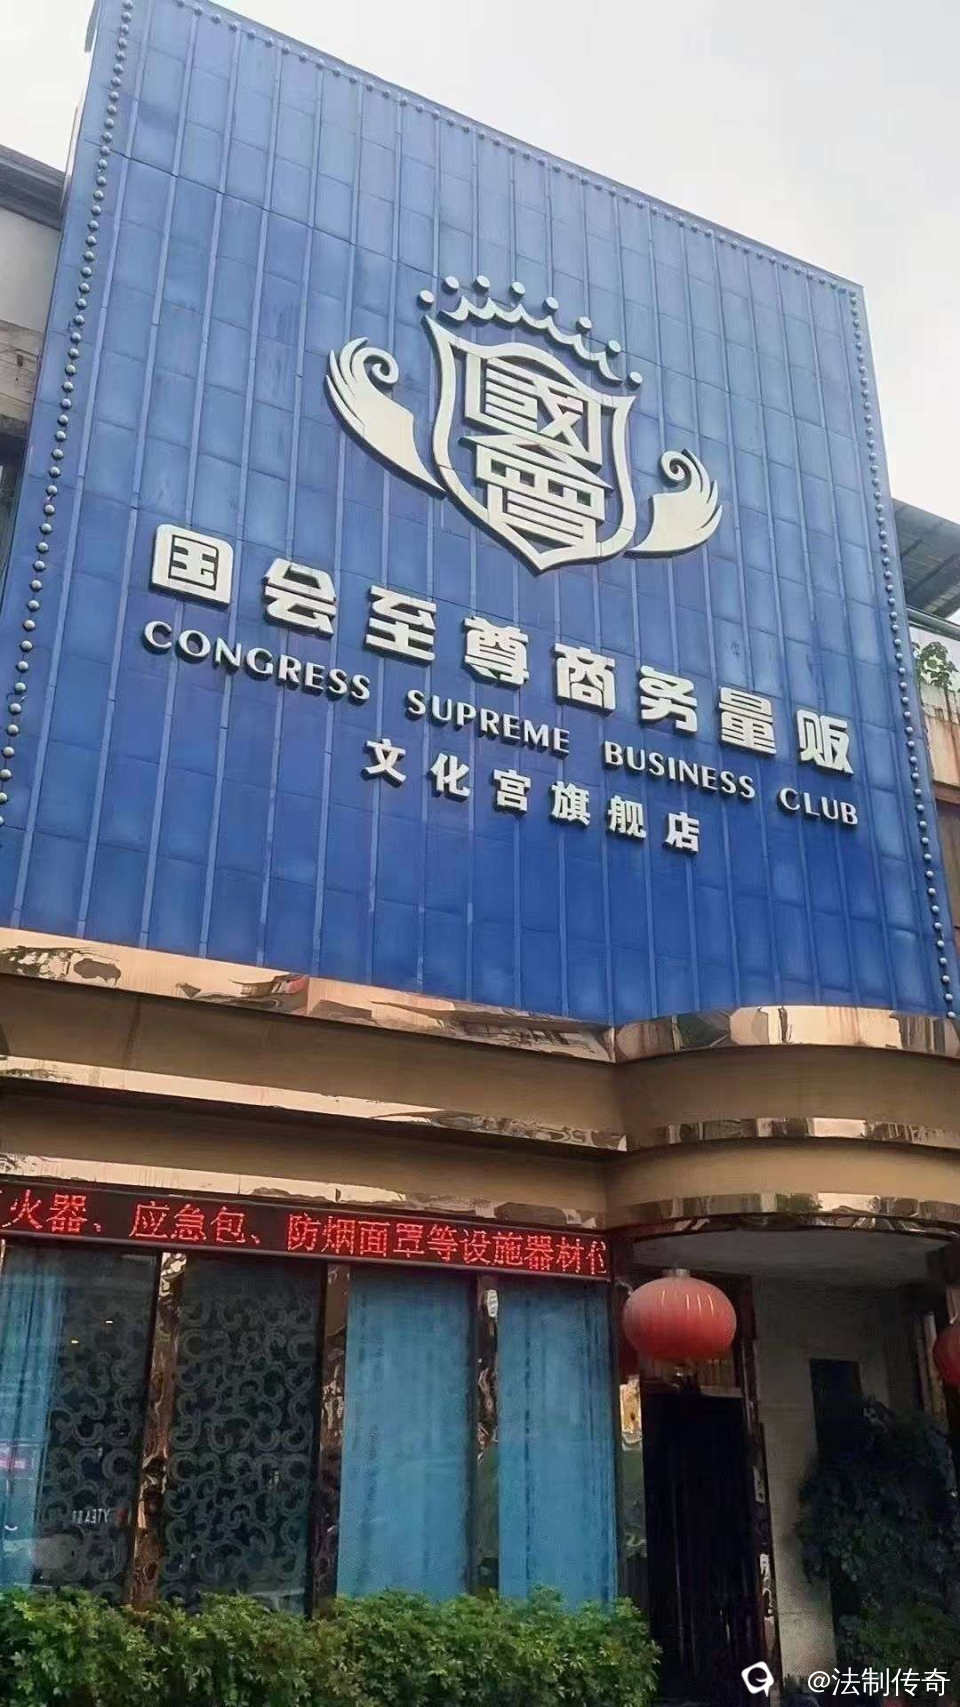 國尊
国会至尊商务量贩
CONGRESS SUPREME BUSINESS CLUB
文化宫旗舰店
火器、应急包、防烟面罩等设施器材
@法制传奇